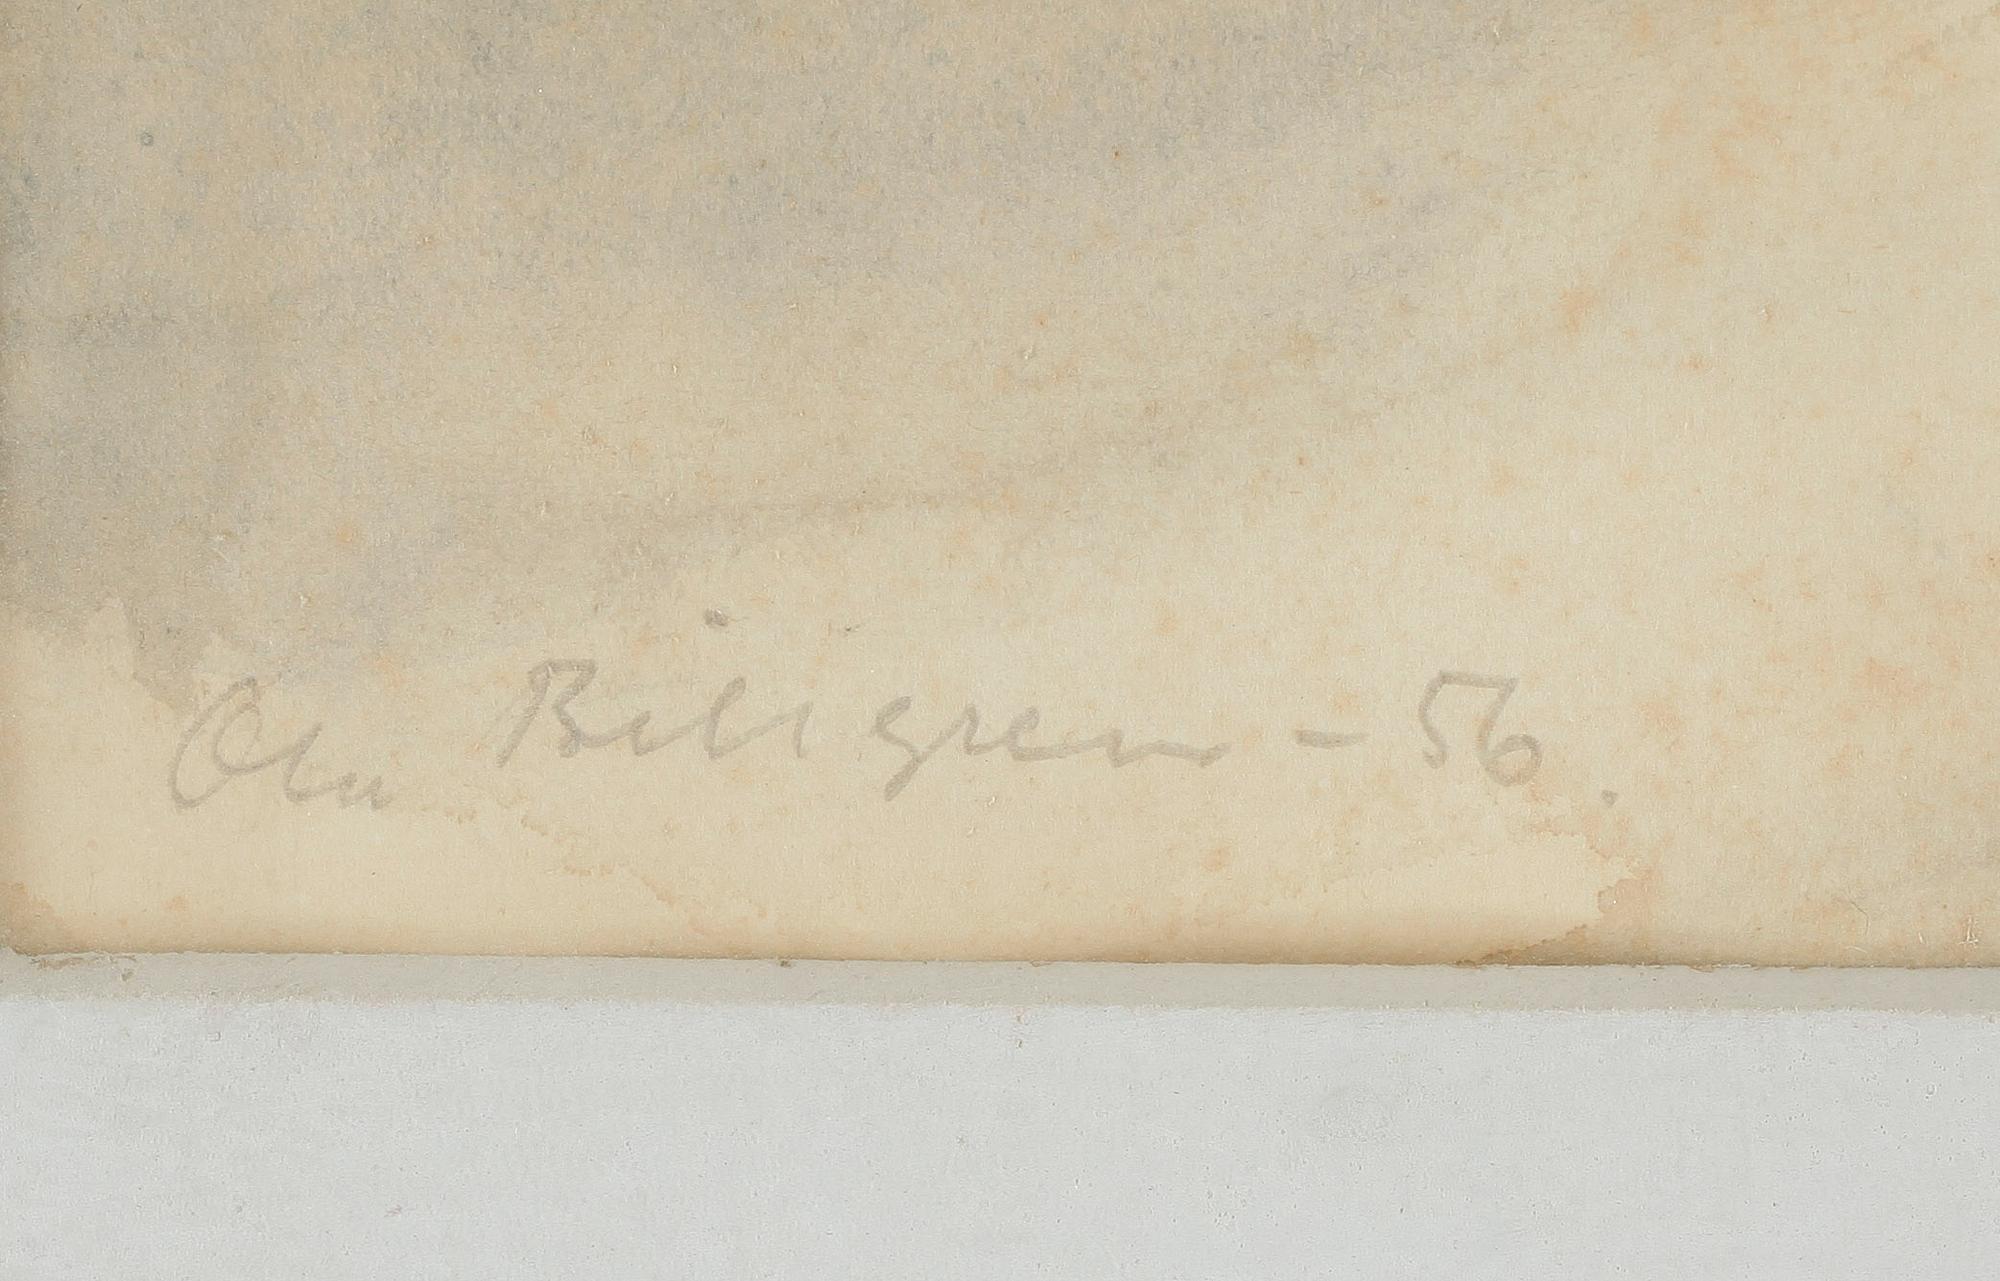 Ola Billgren - 56.